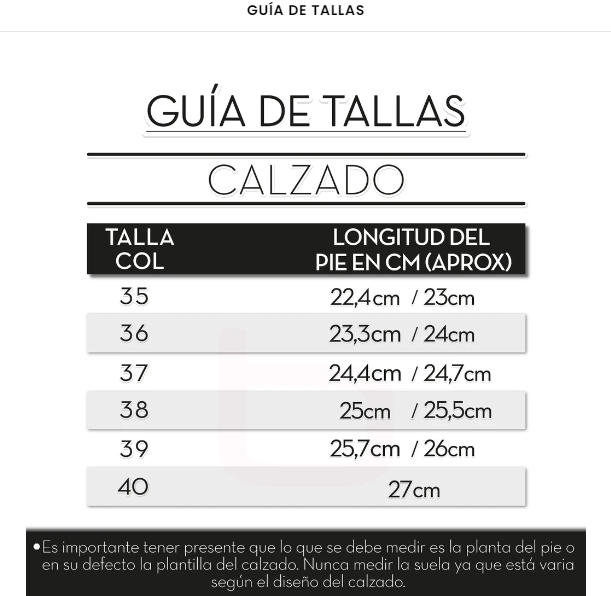 GUÍA DE TALLAS
GUÍA DE TALLAS
CALZADO
TALLA COL
LONGITUD DEL PIE EN CM (APROX)
35 22,4cm / 23cm
36 23,3cm / 24cm
37 24,4cm / 24,7cm
38 25cm / 25,5cm
39 25,7cm / 26cm
40 27cm
•Es importante tener presente que lo que se debe medir es la planta del pie o
en su defecto la plantilla del calzado. Nunca medir la suela ya que está varia
según el diseño del calzado.